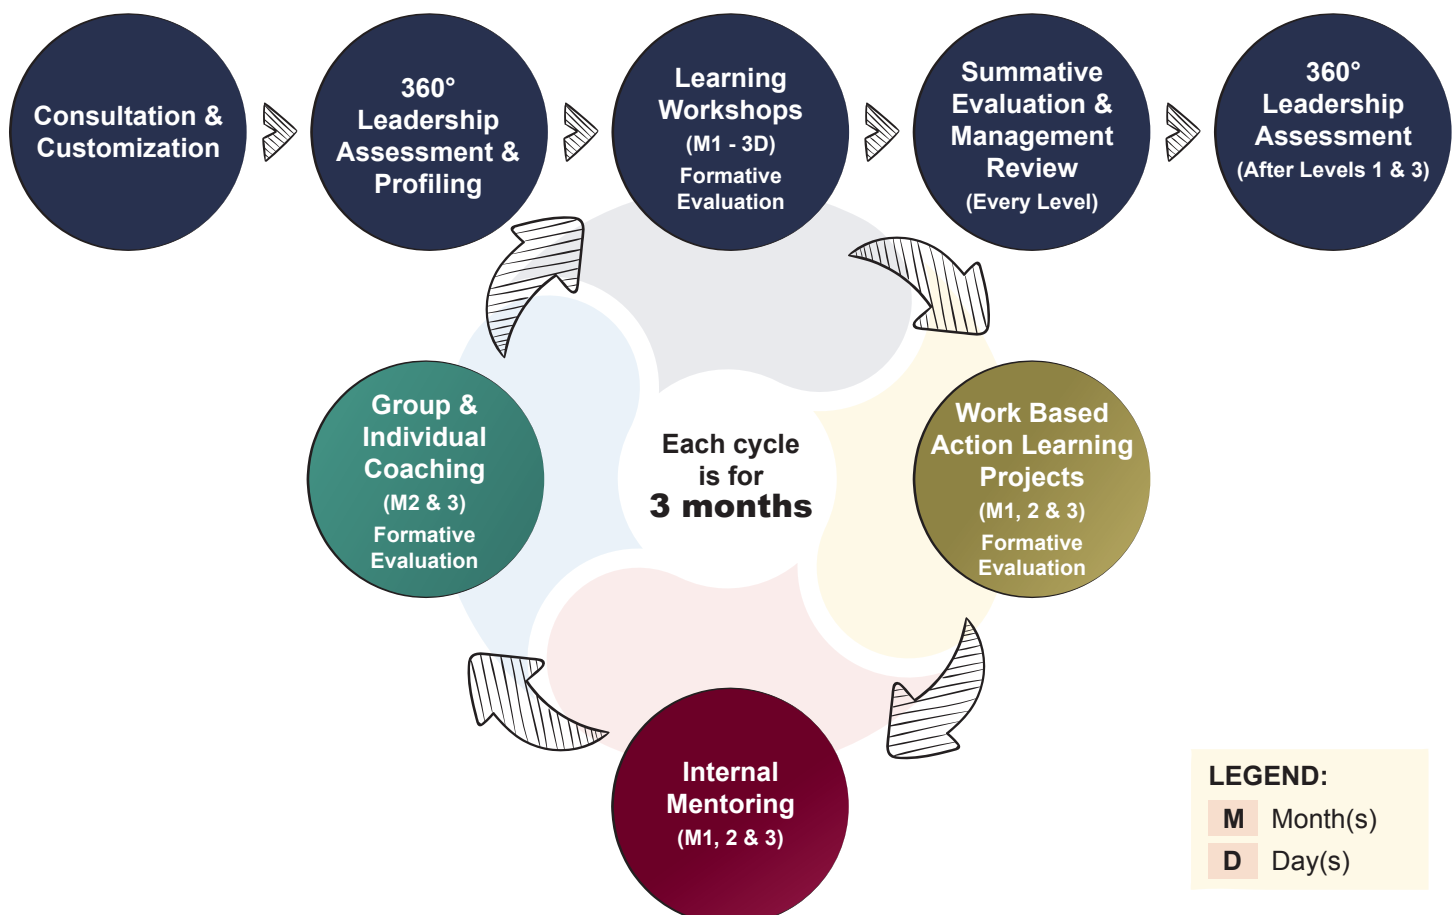 Consultation &
Customization
360°
Leadership
Assessment &
Profiling
Learning
Workshops
(M1 - 3D)
Formative
Evaluation
Summative
Evaluation &
Management
Review
(Every Level)
360°
Leadership
Assessment
(After Levels 1 & 3)
Group &
Individual
Coaching
(M2 & 3)
Formative
Evaluation
Each cycle
is for
3 months
Work Based
Action Learning
Projects
(M1, 2 & 3)
Formative
Evaluation
Internal
Mentoring
(M1, 2 & 3)
LEGEND:
M Month(s)
D Day(s)